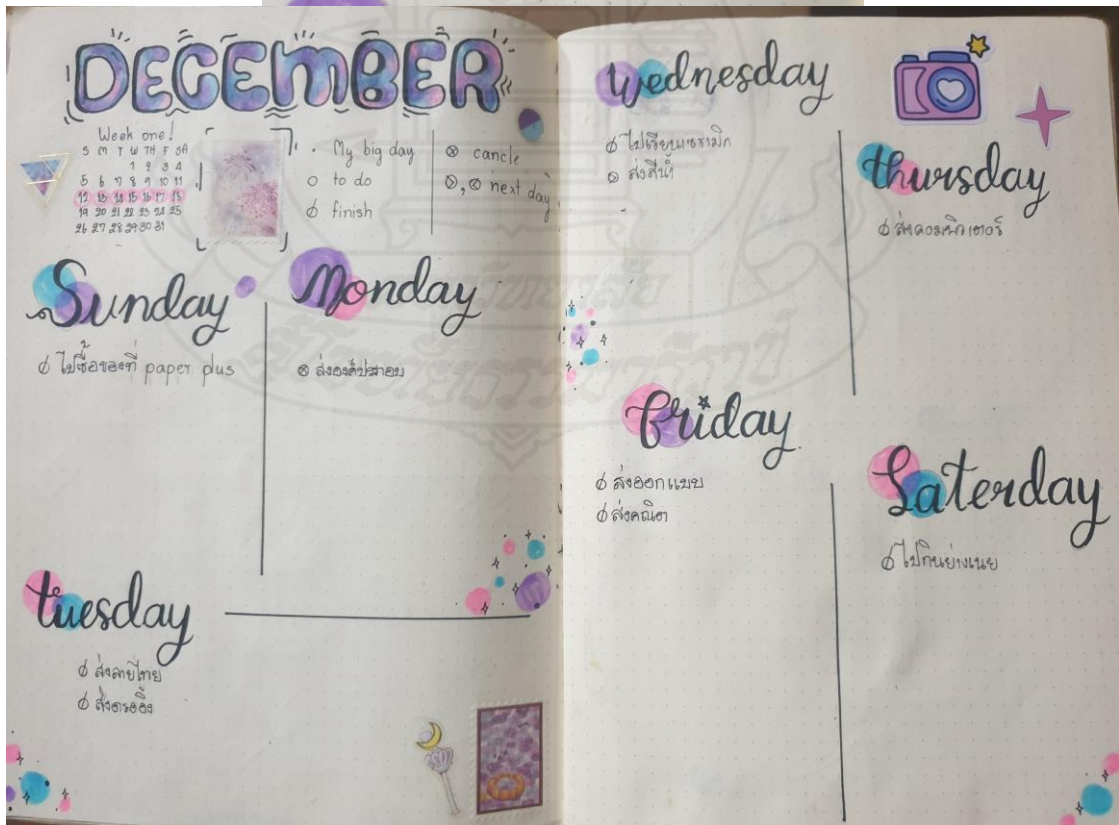 DECEMBER
Week one!
S M T W TH F SA
1 2 3 4
5 6 7 8 9 10 11
12 13 14 15 16 17 18
19 20 21 22 23 24 25
26 27 28 29 30 31
• My big day
○ to do
∅ finish
⊗ cancle
⊗, ⊗ next day
Sunday
∅ ไปซื้อของที่ paper plus
Monday
⊗ ส่งองค์ประกอบ
Tuesday
∅ ส่งลายไทย
∅ ส่งดรออิ้ง
Wednesday
∅ ไปเรียนเซรามิก
⊗ ส่งสีน้ำ
Thursday
∅ ส่งคอมพิวเตอร์
Friday
∅ ส่งออกแบบ
∅ ส่งคณิต
Saterday
∅ ไปกินย่างเนย